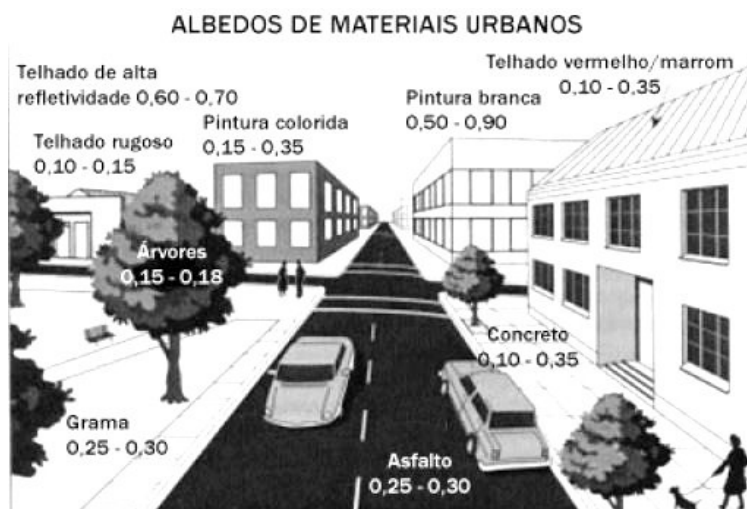 ALBEDOS DE MATERIAIS URBANOS
Telhado de alta
refletividade 0,60 - 0,70
Telhado vermelho/marrom
0,10 - 0,35
Pintura colorida
0,15 - 0,35
Pintura branca
0,50 - 0,90
Telhado rugoso
0,10 - 0,15
Árvores
0,15 - 0,18
Concreto
0,10 - 0,35
Grama
0,25 - 0,30
Asfalto
0,25 - 0,30